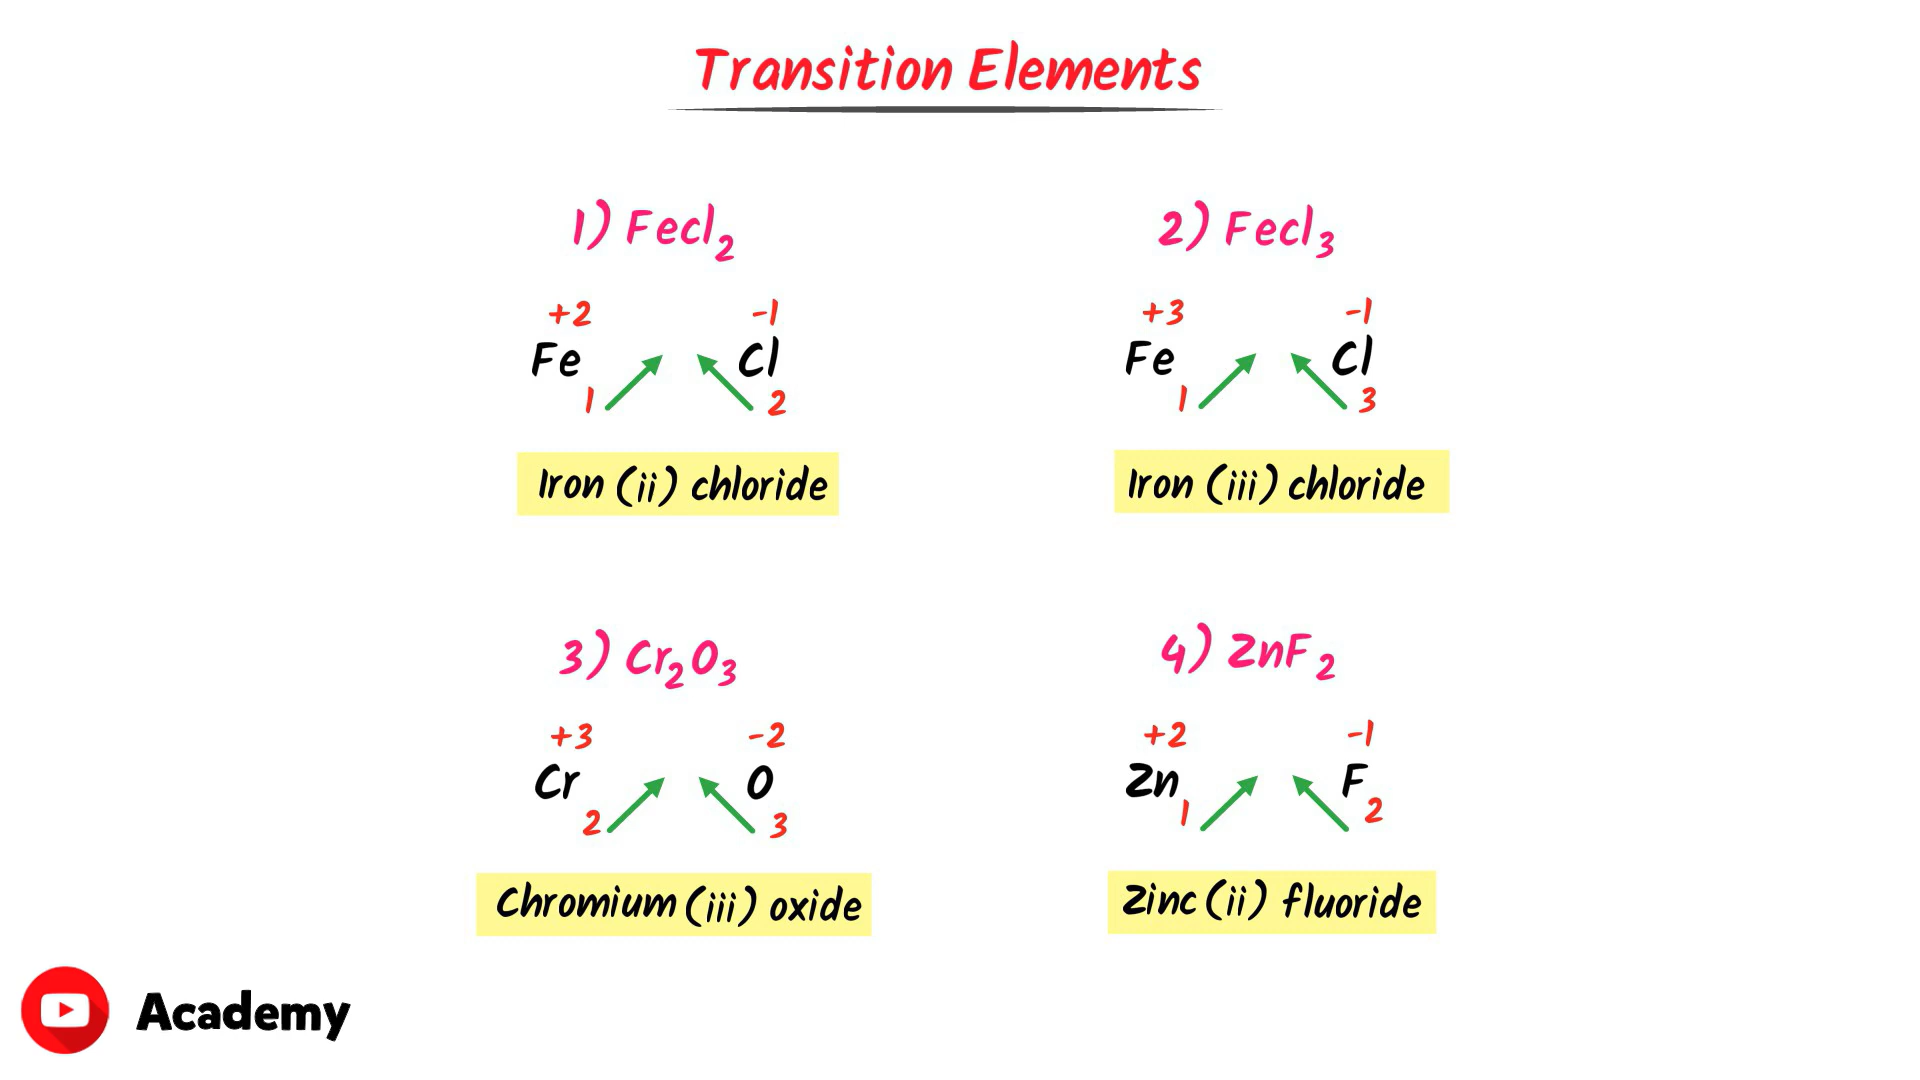 Transition Elements
1) Fecl2
+2 -1
Fe Cl
1 2
Iron (ii) chloride
2) Fecl3
+3 -1
Fe Cl
1 3
Iron (iii) chloride
3) Cr2O3
+3 -2
Cr O
2 3
Chromium (iii) oxide
4) ZnF2
+2 -1
Zn F
1 2
Zinc (ii) fluoride
Academy